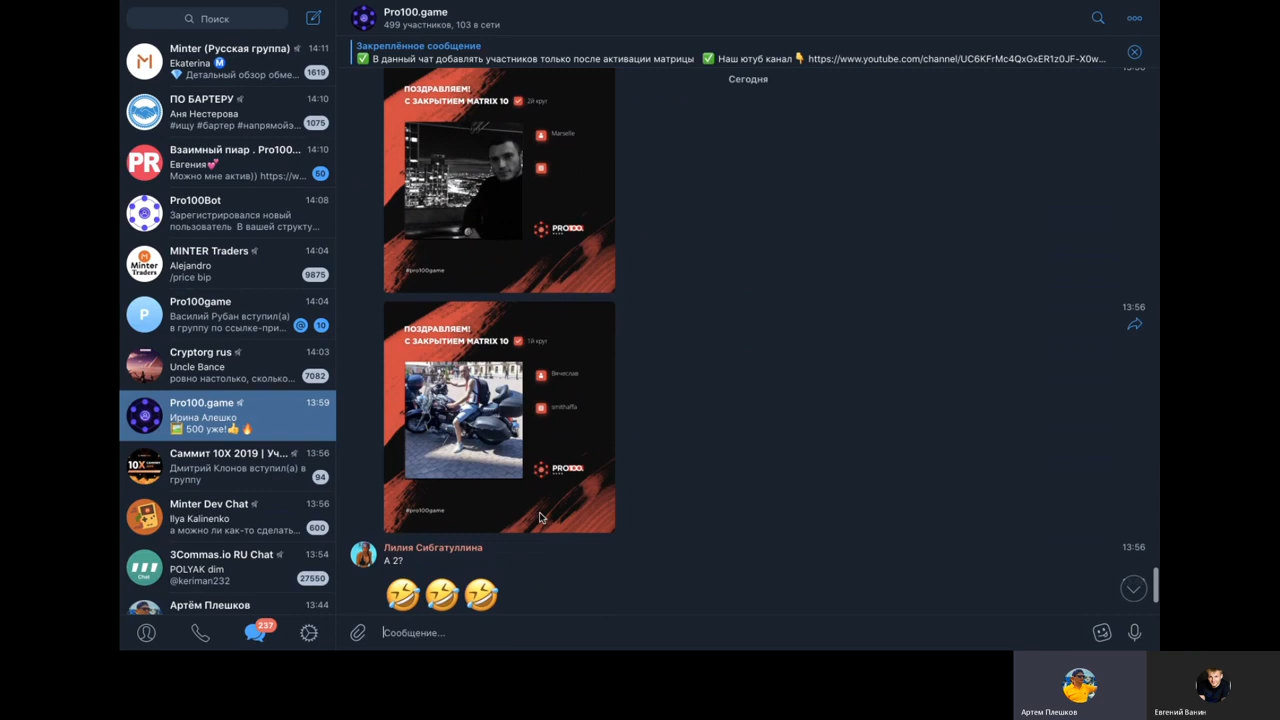 Поиск
Minter (Русская группа) 14:11
Ekaterina
Детальный обзор обме... 1619
ПО БАРТЕРУ 14:10
Аня Нестерова
#ищу #бартер #напрямойэ... 1075
Взаимный пиар . Pro100... 14:10
Евгения
Можно мне актив)) https://w... 50
Pro100Bot 14:08
Зарегистрировался новый
пользователь В вашей структу...
MINTER Traders 14:04
Alejandro
/price bip 9875
Pro100game 14:04
Василий Рубан вступил(а)
в группу по ссылке-при... @ 10
Cryptorg rus 14:03
Uncle Bance
ровно настолько, сколько... 7082
Pro100.game 13:59
Ирина Алешко
500 уже!
Саммит 10X 2019 | Уч... 13:56
Дмитрий Клонов вступил(а) в
группу 94
Minter Dev Chat 13:56
Ilya Kalinenko
а можно ли как-то сделать... 600
3Commas.io RU Chat 13:54
POLYAK dim
@keriman232 27550
Артём Плешков 13:44
237
Pro100.game
499 участников, 103 в сети
Закреплённое сообщение
В данный чат добавлять участников только после активации матрицы Наш ютуб канал https://www.youtube.com/channel/UC6KFrMc4QxGxER1z0JF-X0w...
Сегодня
ПОЗДРАВЛЯЕМ!
С ЗАКРЫТИЕМ MATRIX 10 2й круг
Marselle
PRO100
#pro100game
13:56
ПОЗДРАВЛЯЕМ!
С ЗАКРЫТИЕМ MATRIX 10 1й круг
Вячеслав
smithaffa
PRO100
#pro100game
Лилия Сибгатуллина 13:56
А 2?
Сообщение...
Артем Плешков
Евгений Ванин